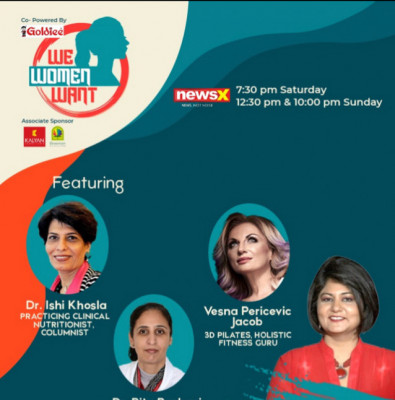 Co- Powered By
Goldiee
WE
WOMEN
WANT
Associate Sponsor
KALYAN
newsX
7:30 pm Saturday
12:30 pm & 10:00 pm Sunday
Featuring
Dr. Ishi Khosla
PRACTICING CLINICAL
NUTRITIONIST,
COLUMNIST
Vesna Pericevic
Jacob
3D PILATES, HOLISTIC
FITNESS GURU